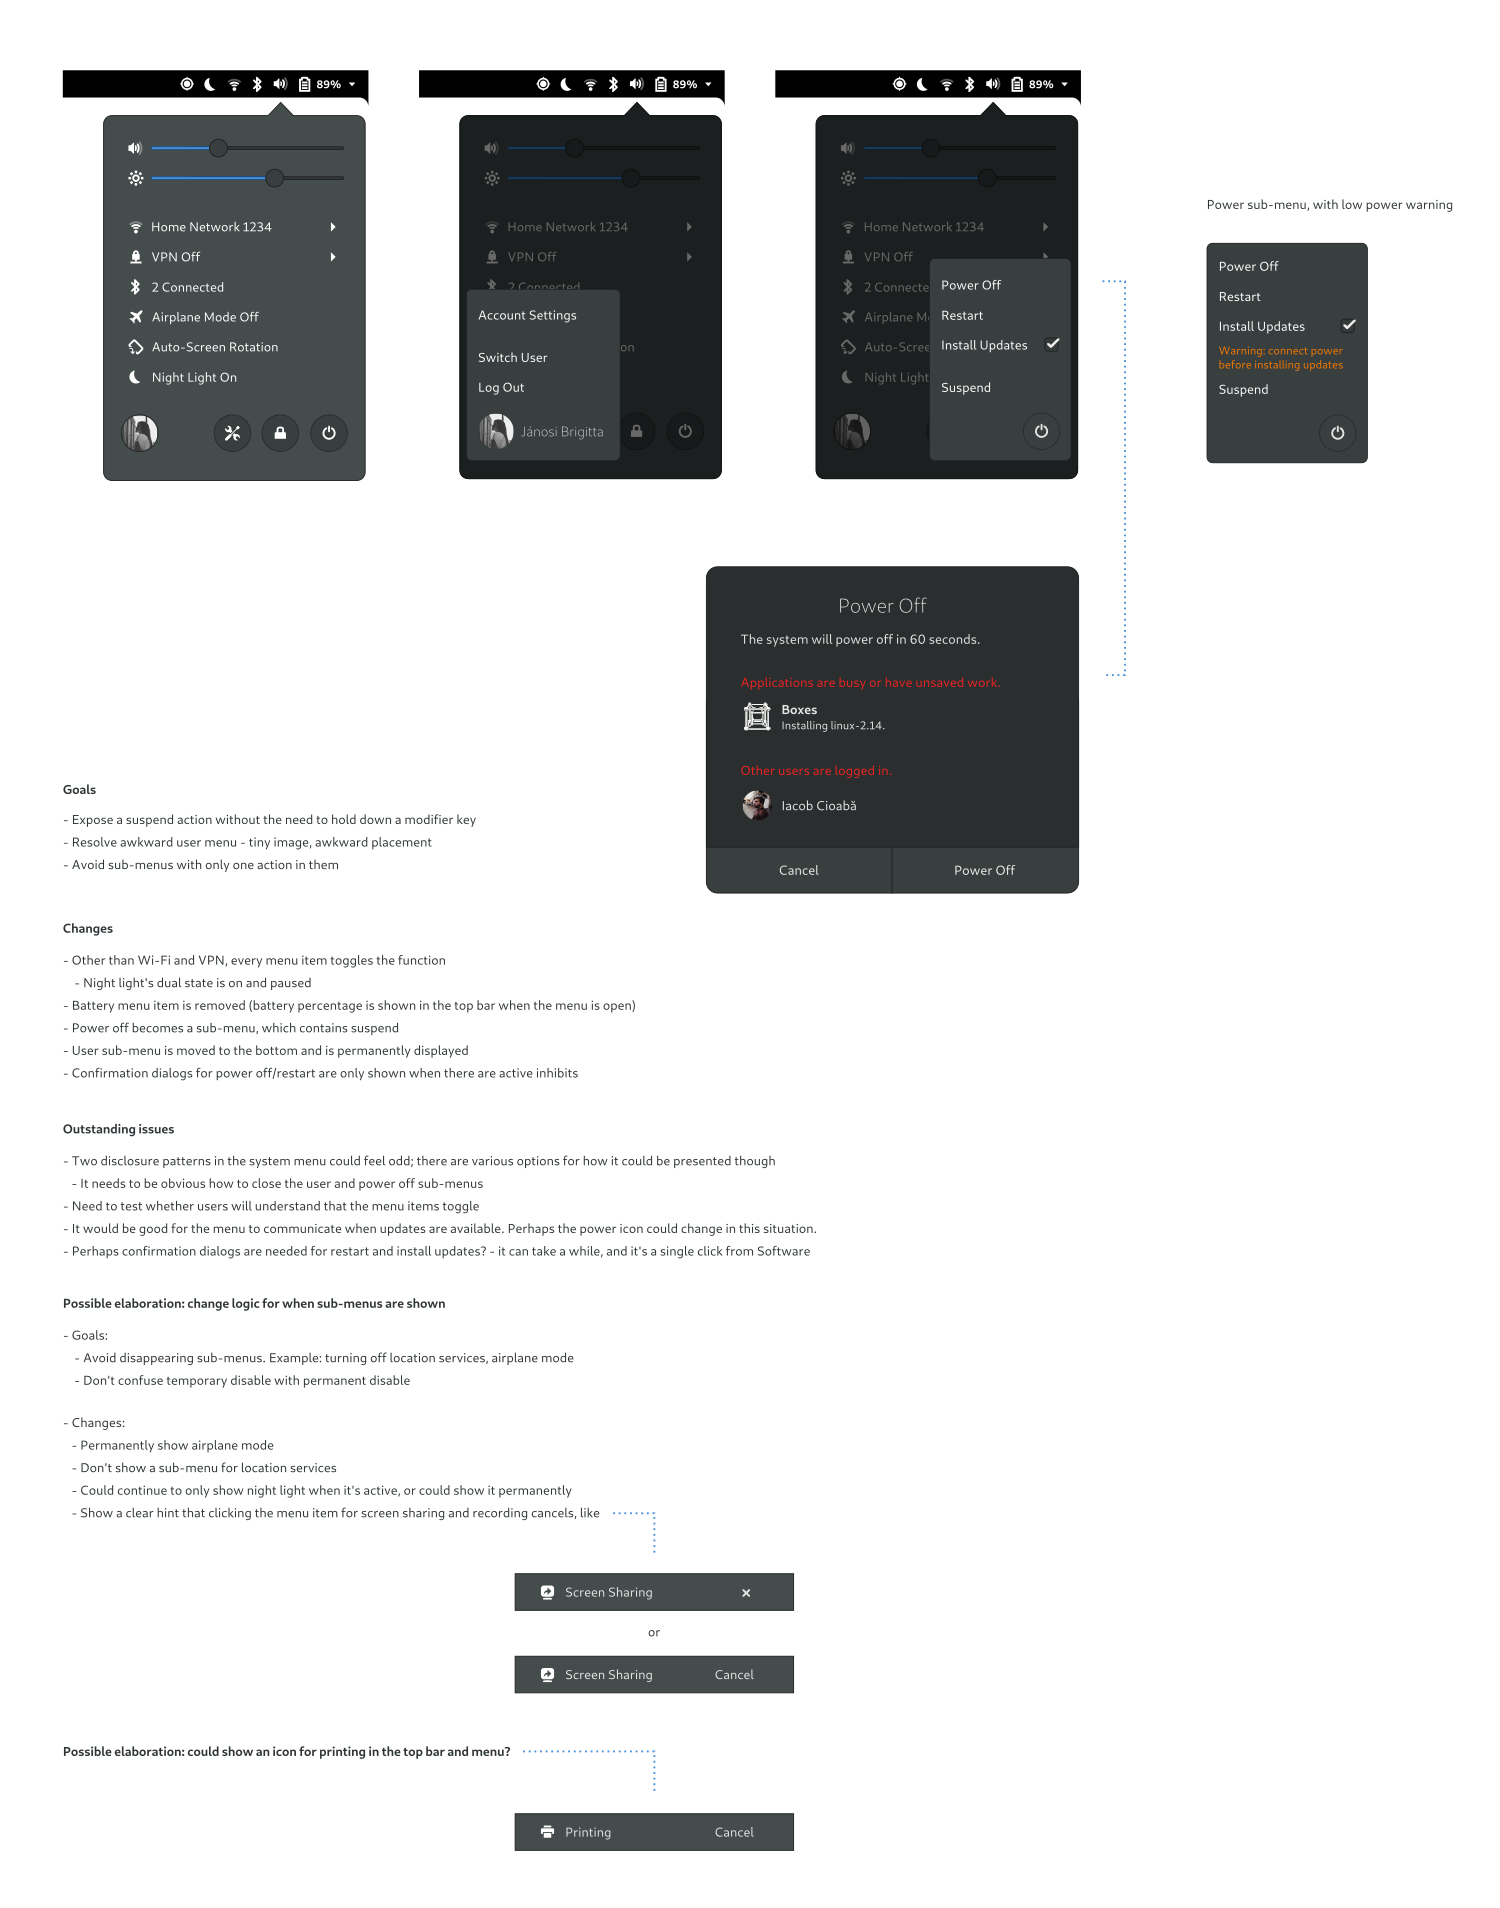 89%
Home Network 1234
VPN Off
2 Connected
Airplane Mode Off
Auto-Screen Rotation
Night Light On
89%
Home Network 1234
VPN Off
2 Connected
on
Account Settings
Switch User
Log Out
Jánosi Brigitta
89%
Home Network 1234
VPN Off
2 Connecte
Airplane M
Auto-Scree
Night Light
Power Off
Restart
Install Updates
Suspend
Power sub-menu, with low power warning
Power Off
Restart
Install Updates
Warning: connect power
before installing updates
Suspend
Power Off
The system will power off in 60 seconds.
Applications are busy or have unsaved work.
Boxes
Installing linux-2.14.
Other users are logged in.
Iacob Cioabă
Cancel
Power Off
Goals
- Expose a suspend action without the need to hold down a modifier key
- Resolve awkward user menu - tiny image, awkward placement
- Avoid sub-menus with only one action in them
Changes
- Other than Wi-Fi and VPN, every menu item toggles the function
- Night light's dual state is on and paused
- Battery menu item is removed (battery percentage is shown in the top bar when the menu is open)
- Power off becomes a sub-menu, which contains suspend
- User sub-menu is moved to the bottom and is permanently displayed
- Confirmation dialogs for power off/restart are only shown when there are active inhibits
Outstanding issues
- Two disclosure patterns in the system menu could feel odd; there are various options for how it could be presented though
- It needs to be obvious how to close the user and power off sub-menus
- Need to test whether users will understand that the menu items toggle
- It would be good for the menu to communicate when updates are available. Perhaps the power icon could change in this situation.
- Perhaps confirmation dialogs are needed for restart and install updates? - it can take a while, and it's a single click from Software
Possible elaboration: change logic for when sub-menus are shown
- Goals:
- Avoid disappearing sub-menus. Example: turning off location services, airplane mode
- Don't confuse temporary disable with permanent disable
- Changes:
- Permanently show airplane mode
- Don't show a sub-menu for location services
- Could continue to only show night light when it's active, or could show it permanently
- Show a clear hint that clicking the menu item for screen sharing and recording cancels, like
Screen Sharing
or
Screen Sharing Cancel
Possible elaboration: could show an icon for printing in the top bar and menu?
Printing Cancel